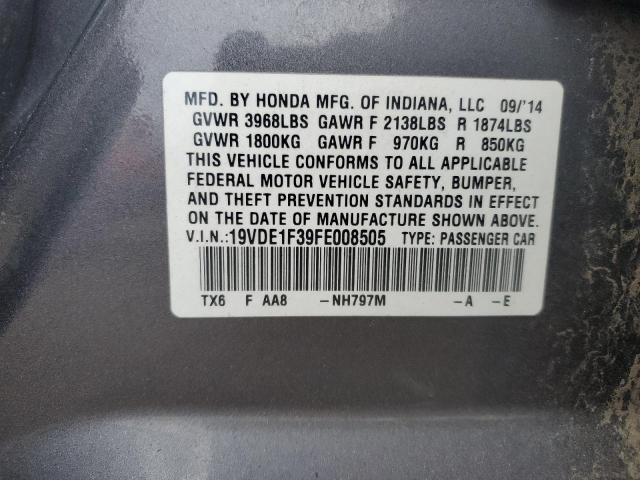 MFD. BY HONDA MFG. OF INDIANA, LLC 09/'14
GVWR 3968LBS GAWR F 2138LBS R 1874LBS
GVWR 1800KG GAWR F 970KG R 850KG
THIS VEHICLE CONFORMS TO ALL APPLICABLE
FEDERAL MOTOR VEHICLE SAFETY, BUMPER,
AND THEFT PREVENTION STANDARDS IN EFFECT
ON THE DATE OF MANUFACTURE SHOWN ABOVE.
V.I.N.:19VDE1F39FE008505 TYPE: PASSENGER CAR
TX6 F AA8 -NH797M -A -E